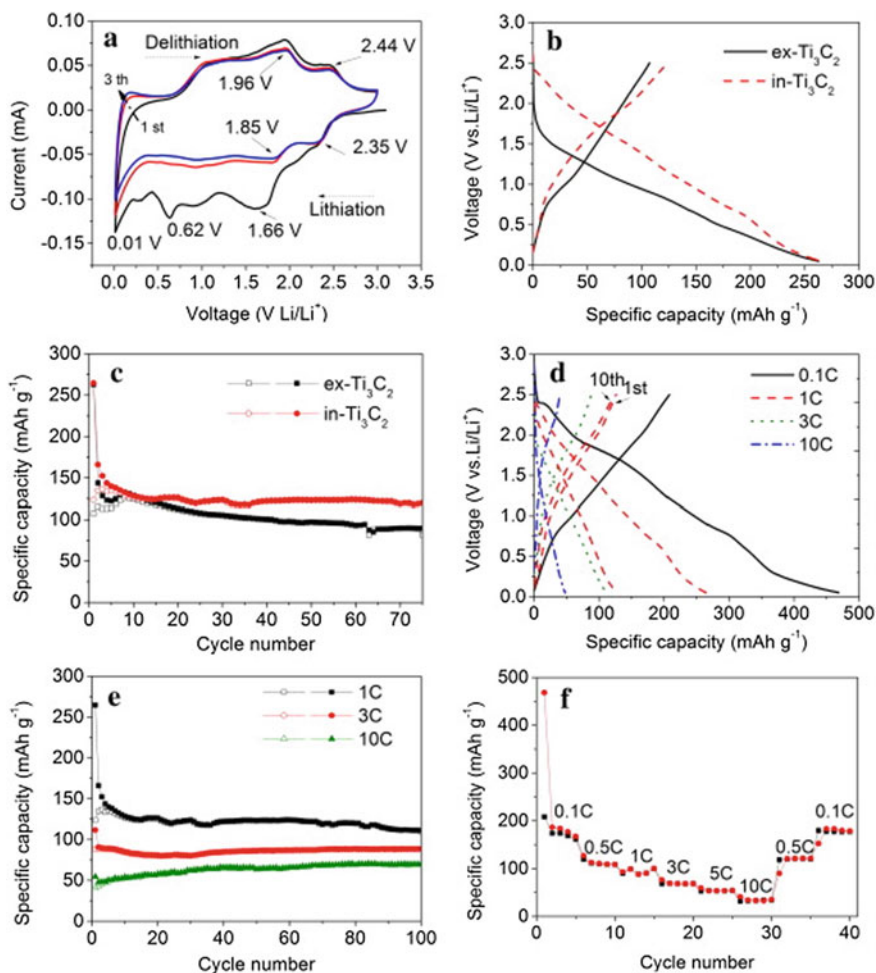 a
Delithiation
2.44 V
3 th
1.96 V
1 st
1.85 V
2.35 V
Lithiation
0.01 V
0.62 V
1.66 V
0.10
0.05
0.00
-0.05
-0.10
-0.15
Current (mA)
0.0 0.5 1.0 1.5 2.0 2.5 3.0 3.5
Voltage (V Li/Li⁺)
b
ex-Ti₃C₂
in-Ti₃C₂
3.0
2.5
2.0
1.5
1.0
0.5
0.0
Voltage (V vs.Li/Li⁺)
0 50 100 150 200 250 300
Specific capacity (mAh g⁻¹)
c
ex-Ti₃C₂
in-Ti₃C₂
300
250
200
150
100
50
0
Specific capacity (mAh g⁻¹)
0 10 20 30 40 50 60 70
Cycle number
d
10th
1st
0.1C
1C
3C
10C
3.0
2.5
2.0
1.5
1.0
0.5
0.0
Voltage (V vs.Li/Li⁺)
0 100 200 300 400 500
Specific capacity (mAh g⁻¹)
e
1C
3C
10C
300
250
200
150
100
50
0
Specific capacity (mAh g⁻¹)
0 20 40 60 80 100
Cycle number
f
0.1C
0.5C
1C
3C
5C
10C
0.5C
0.1C
500
400
300
200
100
0
Specific capacity (mAh g⁻¹)
0 10 20 30 40
Cycle number